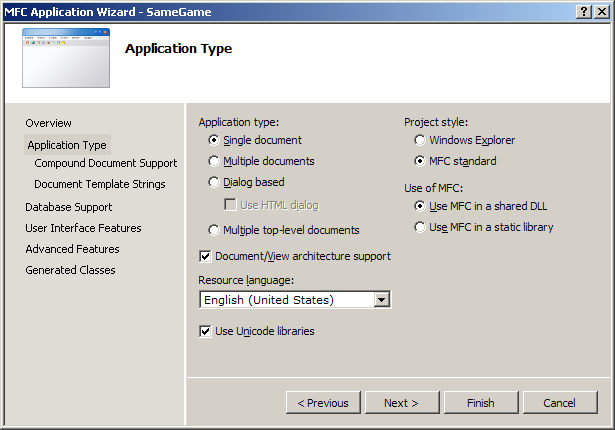 MFC Application Wizard - SameGame
Application Type
Overview
Application Type
Compound Document Support
Document Template Strings
Database Support
User Interface Features
Advanced Features
Generated Classes
Application type:
Single document
Multiple documents
Dialog based
Use HTML dialog
Multiple top-level documents
Document/View architecture support
Resource language:
English (United States)
Use Unicode libraries
Project style:
Windows Explorer
MFC standard
Use of MFC:
Use MFC in a shared DLL
Use MFC in a static library
< Previous
Next >
Finish
Cancel